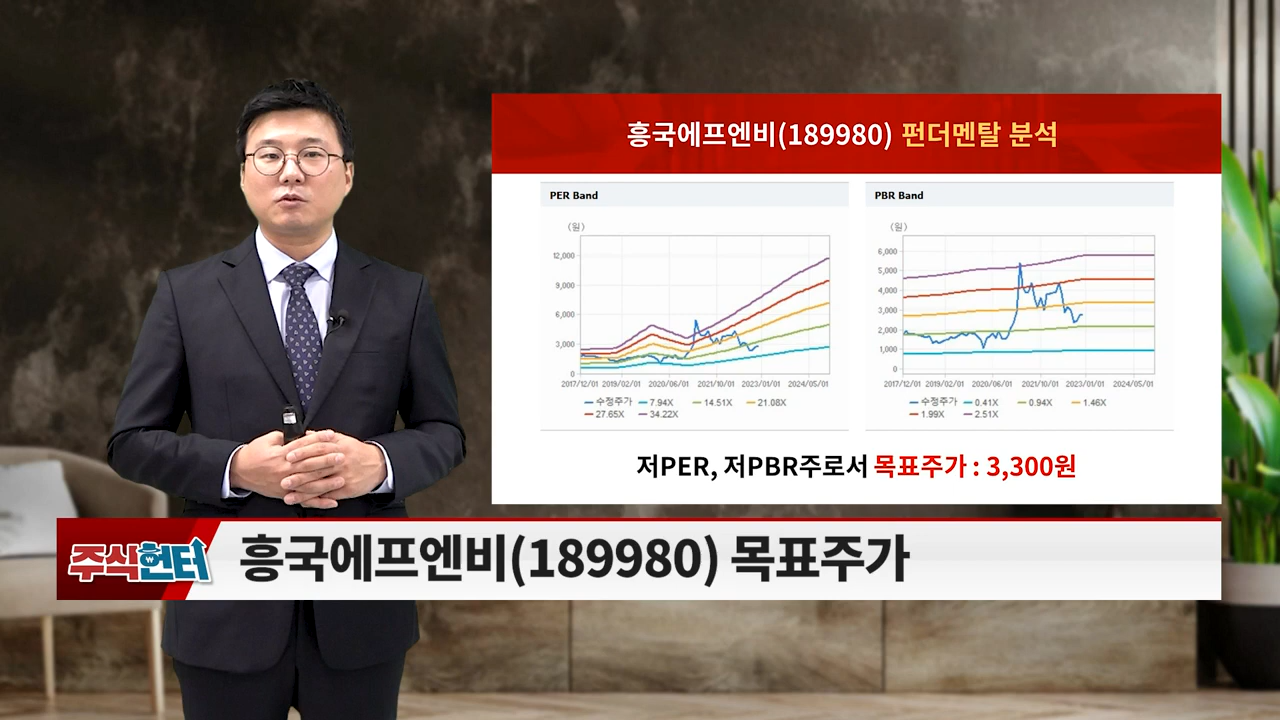 흥국에프엔비(189980) 펀더멘탈 분석
PER Band
(원)
12,000
9,000
6,000
3,000
0
2017/12/01 2019/02/01 2020/06/01 2021/10/01 2023/01/01 2024/05/01
수정주가 7.94X 14.51X 21.08X
27.65X 34.22X
PBR Band
(원)
6,000
5,000
4,000
3,000
2,000
1,000
0
2017/12/01 2019/02/01 2020/06/01 2021/10/01 2023/01/01 2024/05/01
수정주가 0.41X 0.94X 1.46X
1.99X 2.51X
저PER, 저PBR주로서 목표주가 : 3,300원
주식헌터
흥국에프엔비(189980) 목표주가